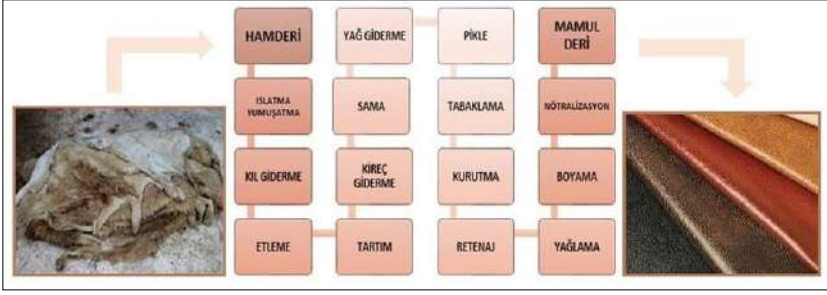 HAMDERİ
ISLATMA
YUMUŞATMA
KIL GİDERME
ETLEME
TARTIM
KİREÇ
GİDERME
SAMA
YAĞ GİDERME
PİKLE
TABAKLAMA
KURUTMA
RETENAJ
YAĞLAMA
BOYAMA
NÖTRALİZASYON
MAMUL
DERİ